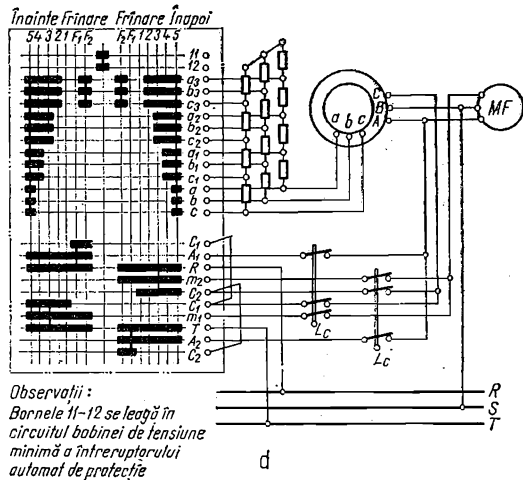 Înainte Frînare Frînare Înapoi
5 4 3 2 1 F₁ F₂ F₂ F₁ 1 2 3 4 5
11
12
a₃
b₃
c₃
a₂
b₂
c₂
a₁
b₁
c₁
a
b
c
C₁
A₁
R
m₂
C₂
C₁
m₁
T
A₂
C₂
a b c
C
B
A
MF
Lc
Lc
R
S
T
Observații :
Bornele 11-12 se leagă în
circuitul bobinei de tensiune
minimă a întreruptorului
automat de protecție
d